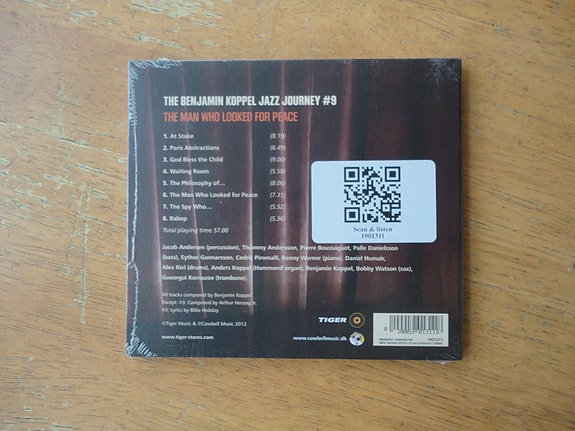 THE BENJAMIN KOPPEL JAZZ JOURNEY #9
THE MAN WHO LOOKED FOR PEACE
1. At Stake (8.19)
2. Paris Abstractions (6.49)
3. God Bless the Child (9.00)
4. Waiting Room (5.58)
5. The Philosophy of... (8.06)
6. The Man Who Looked for Peace (7.31)
7. The Spy Who... (5.52)
8. Babop (5.36)
Total playing time 57.00
Scan & listen
1901311
Jacob Andersen (percussion), Thommy Andersson, Pierre Boussaguet, Palle Danielsson
(bass), Eythor Gunnarsson, Cedric Piromalli, Kenny Werner (piano), Daniel Humair,
Alex Riel (drums), Anders Koppel (Hammond organ), Benjamin Koppel, Bobby Watson (sax),
Gueorgui Kornazov (trombone).
All tracks composed by Benjamin Koppel
Except: #3: Composed by Arthur Herzog Jr.
#3: Lyrics by Billie Holiday
©Tiger Music & ℗Cowbell Music 2012
TIGER
www.tiger-stores.com
www.cowbellmusic.dk
1901311